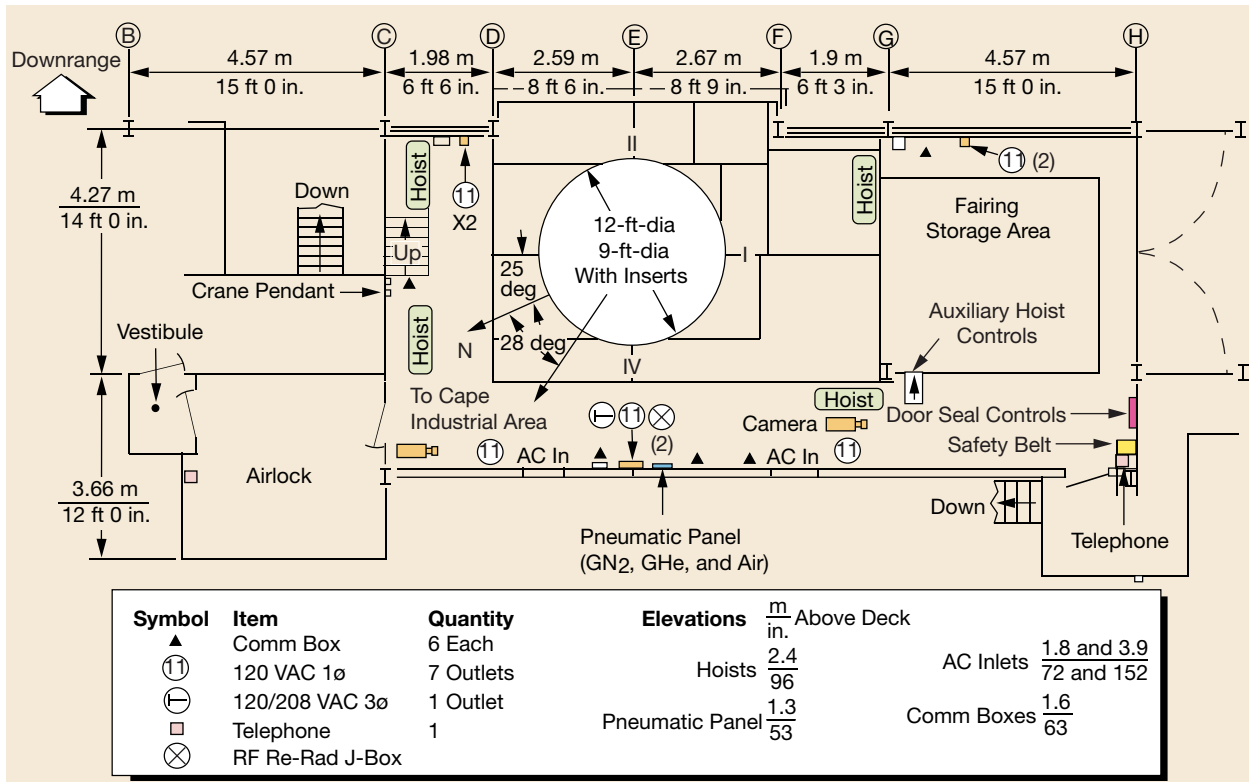 B
C
D
E
F
G
H
Downrange
4.57 m
15 ft 0 in.
1.98 m
6 ft 6 in.
2.59 m
8 ft 6 in.
2.67 m
8 ft 9 in.
1.9 m
6 ft 3 in.
4.57 m
15 ft 0 in.
4.27 m
14 ft 0 in.
Down
Hoist
11
X2
Up
Crane Pendant
Vestibule
Hoist
II
12-ft-dia
9-ft-dia
With Inserts
I
25
deg
N
28 deg
IV
Hoist
11 (2)
Fairing
Storage Area
Auxiliary Hoist
Controls
To Cape
Industrial Area
Hoist
Door Seal Controls
11
(2)
Camera
Safety Belt
3.66 m
12 ft 0 in.
Airlock
11
AC In
AC In
11
Down
Telephone
Pneumatic Panel
(GN2, GHe, and Air)
Symbol Item Quantity
Comm Box 6 Each
11 120 VAC 1ø 7 Outlets
120/208 VAC 3ø 1 Outlet
Telephone 1
RF Re-Rad J-Box
Elevations m
in. Above Deck
Hoists 2.4
96
Pneumatic Panel 1.3
53
AC Inlets 1.8 and 3.9
72 and 152
Comm Boxes 1.6
63